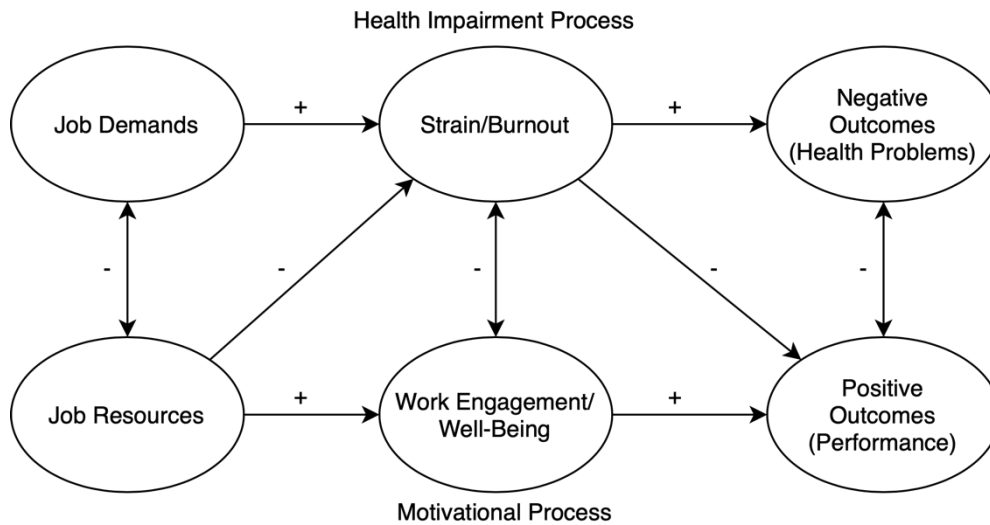 Health Impairment Process
Job Demands
+
Strain/Burnout
+
Negative
Outcomes
(Health Problems)
-
-
-
-
-
Job Resources
+
Work Engagement/
Well-Being
+
Positive
Outcomes
(Performance)
Motivational Process